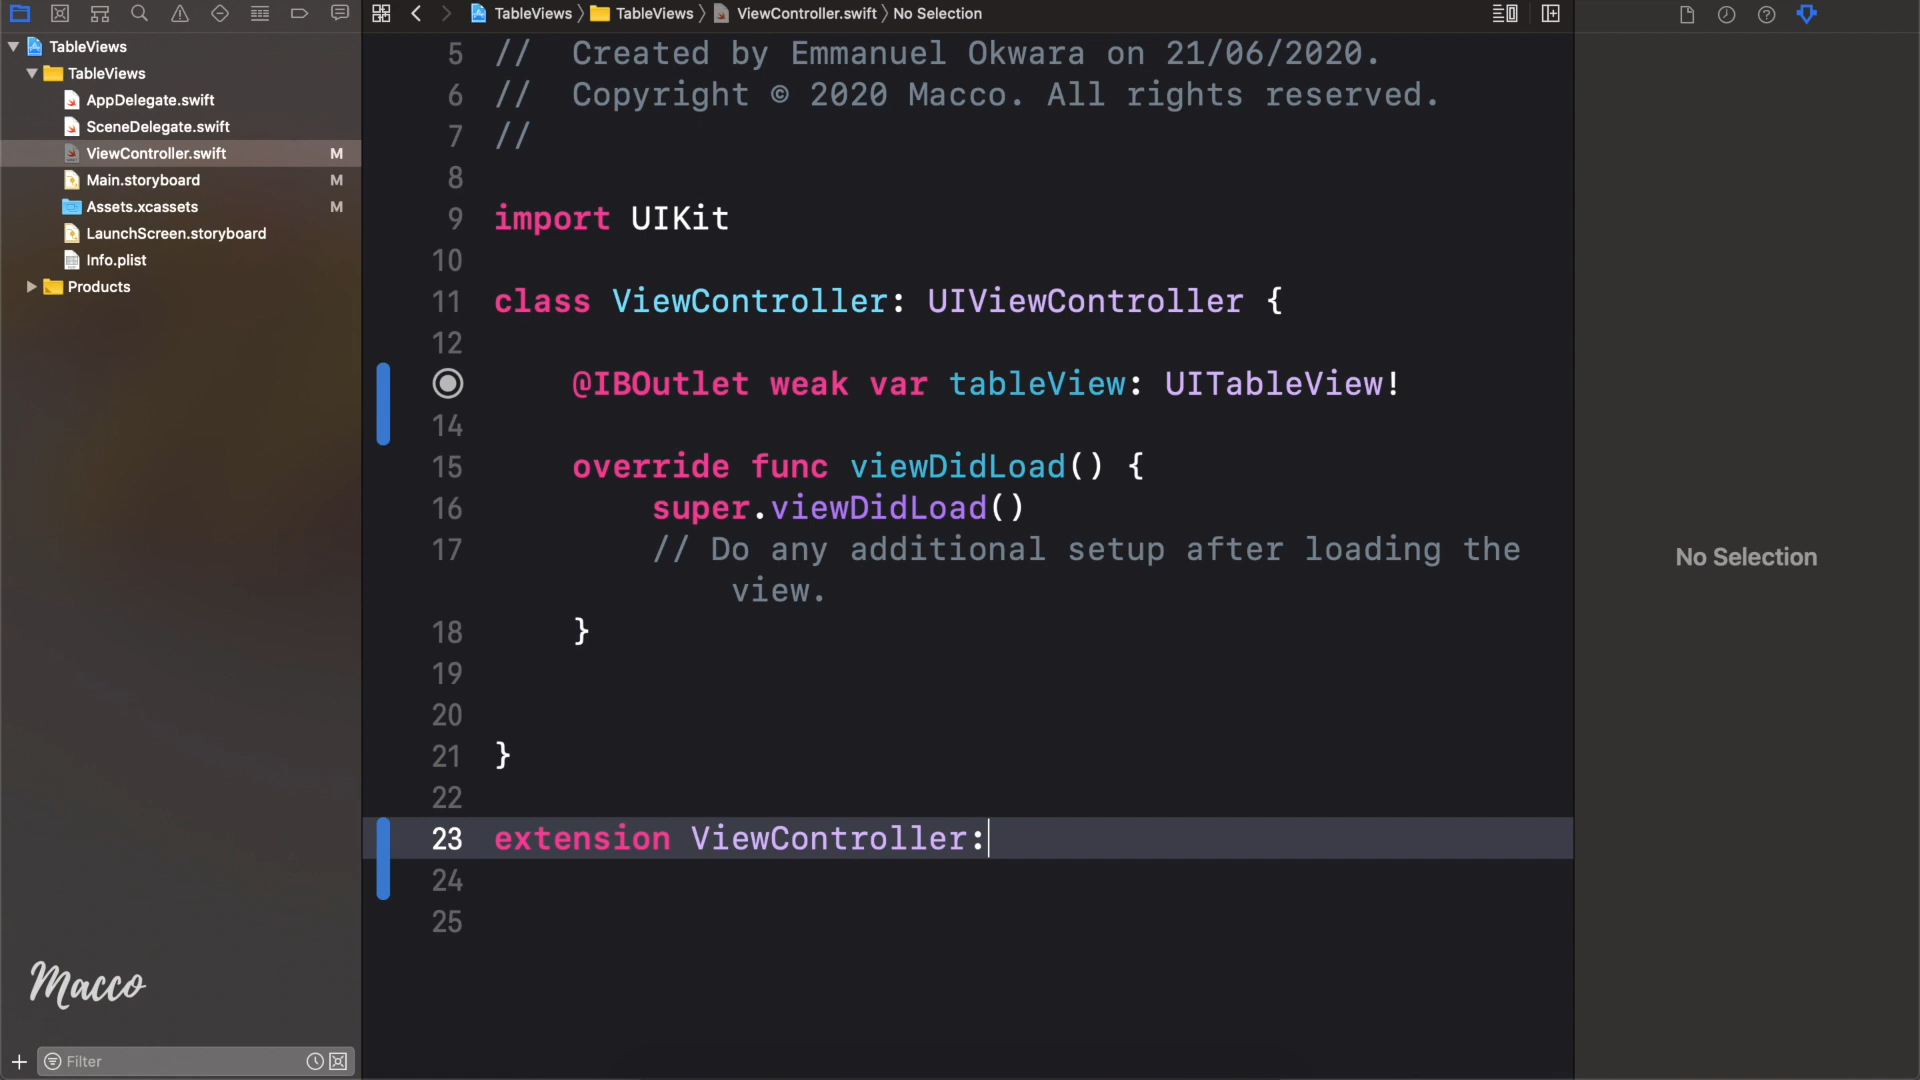 TableViews
TableViews
AppDelegate.swift
SceneDelegate.swift
ViewController.swift M
Main.storyboard M
Assets.xcassets M
LaunchScreen.storyboard
Info.plist
Products
Macco
Filter
TableViews TableViews ViewController.swift No Selection
5 // Created by Emmanuel Okwara on 21/06/2020.
6 // Copyright © 2020 Macco. All rights reserved.
7 //
8
9 import UIKit
10
11 class ViewController: UIViewController {
12
@IBOutlet weak var tableView: UITableView!
14
15 override func viewDidLoad() {
16 super.viewDidLoad()
17 // Do any additional setup after loading the
view.
18 }
19
20
21 }
22
23 extension ViewController:
24
25
No Selection